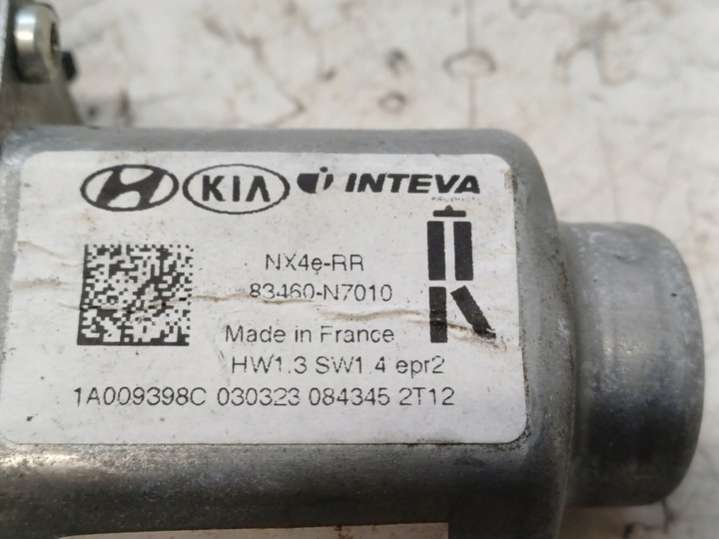 KIA INTEVA
NX4e-RR
83460-N7010
Made in France
HW1.3 SW1.4 epr2
1A009398C 030323 084345 2T12